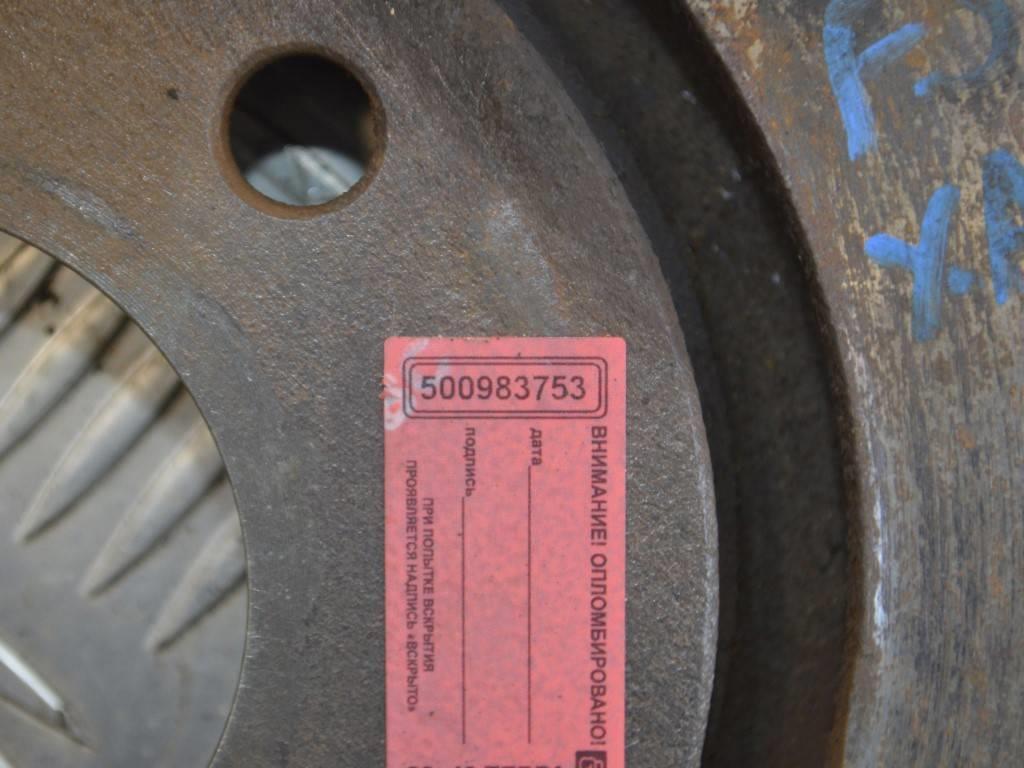 500983753
ВНИМАНИЕ! ОПЛОМБИРОВАНО!
дата
подпись
ПРИ ПОПЫТКЕ ВСКРЫТИЯ
ПРОЯВЛЯЕТСЯ НАДПИСЬ «ВСКРЫТО»